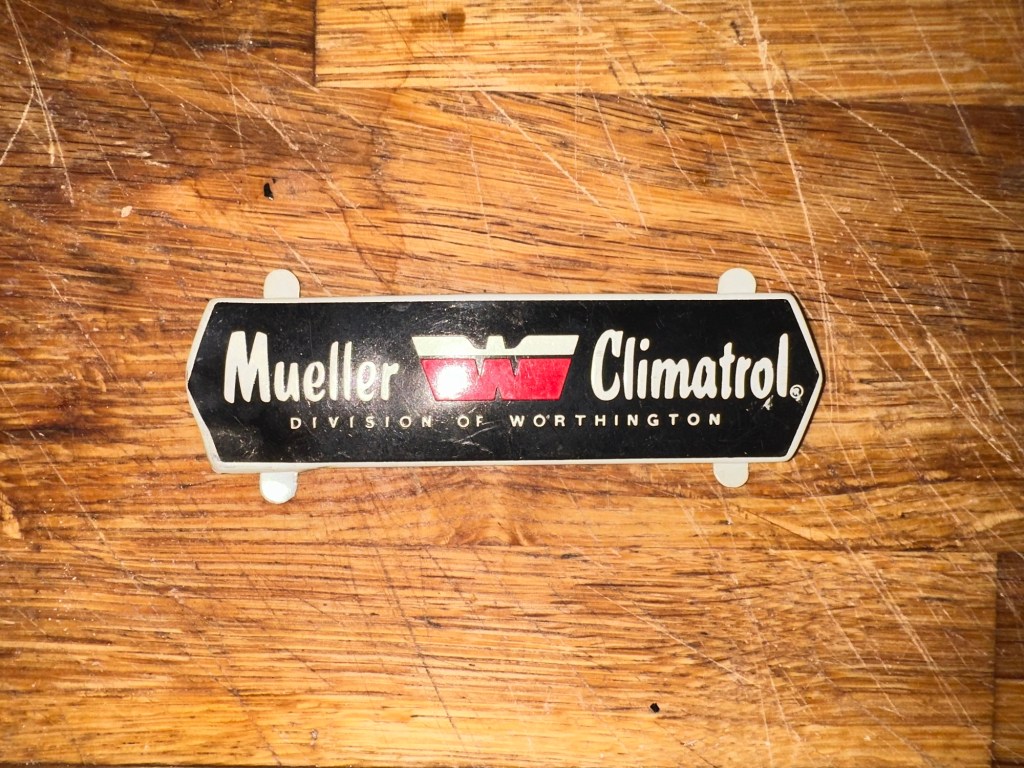 Mueller W Climatrol®
DIVISION OF WORTHINGTON